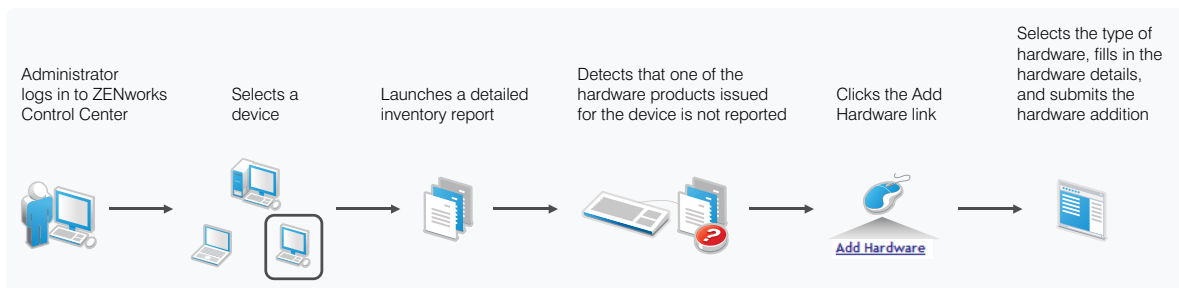 Administrator
logs in to ZENworks
Control Center
Selects a
device
Launches a detailed
inventory report
Detects that one of the
hardware products issued
for the device is not reported
Clicks the Add
Hardware link
Selects the type of
hardware, fills in the
hardware details,
and submits the
hardware addition
?
Add Hardware